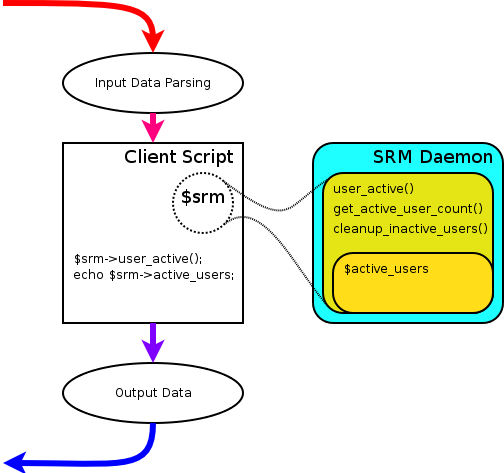 Input Data Parsing
Client Script
$srm
$srm->user_active();
echo $srm->active_users;
SRM Daemon
user_active()
get_active_user_count()
cleanup_inactive_users()
$active_users
Output Data